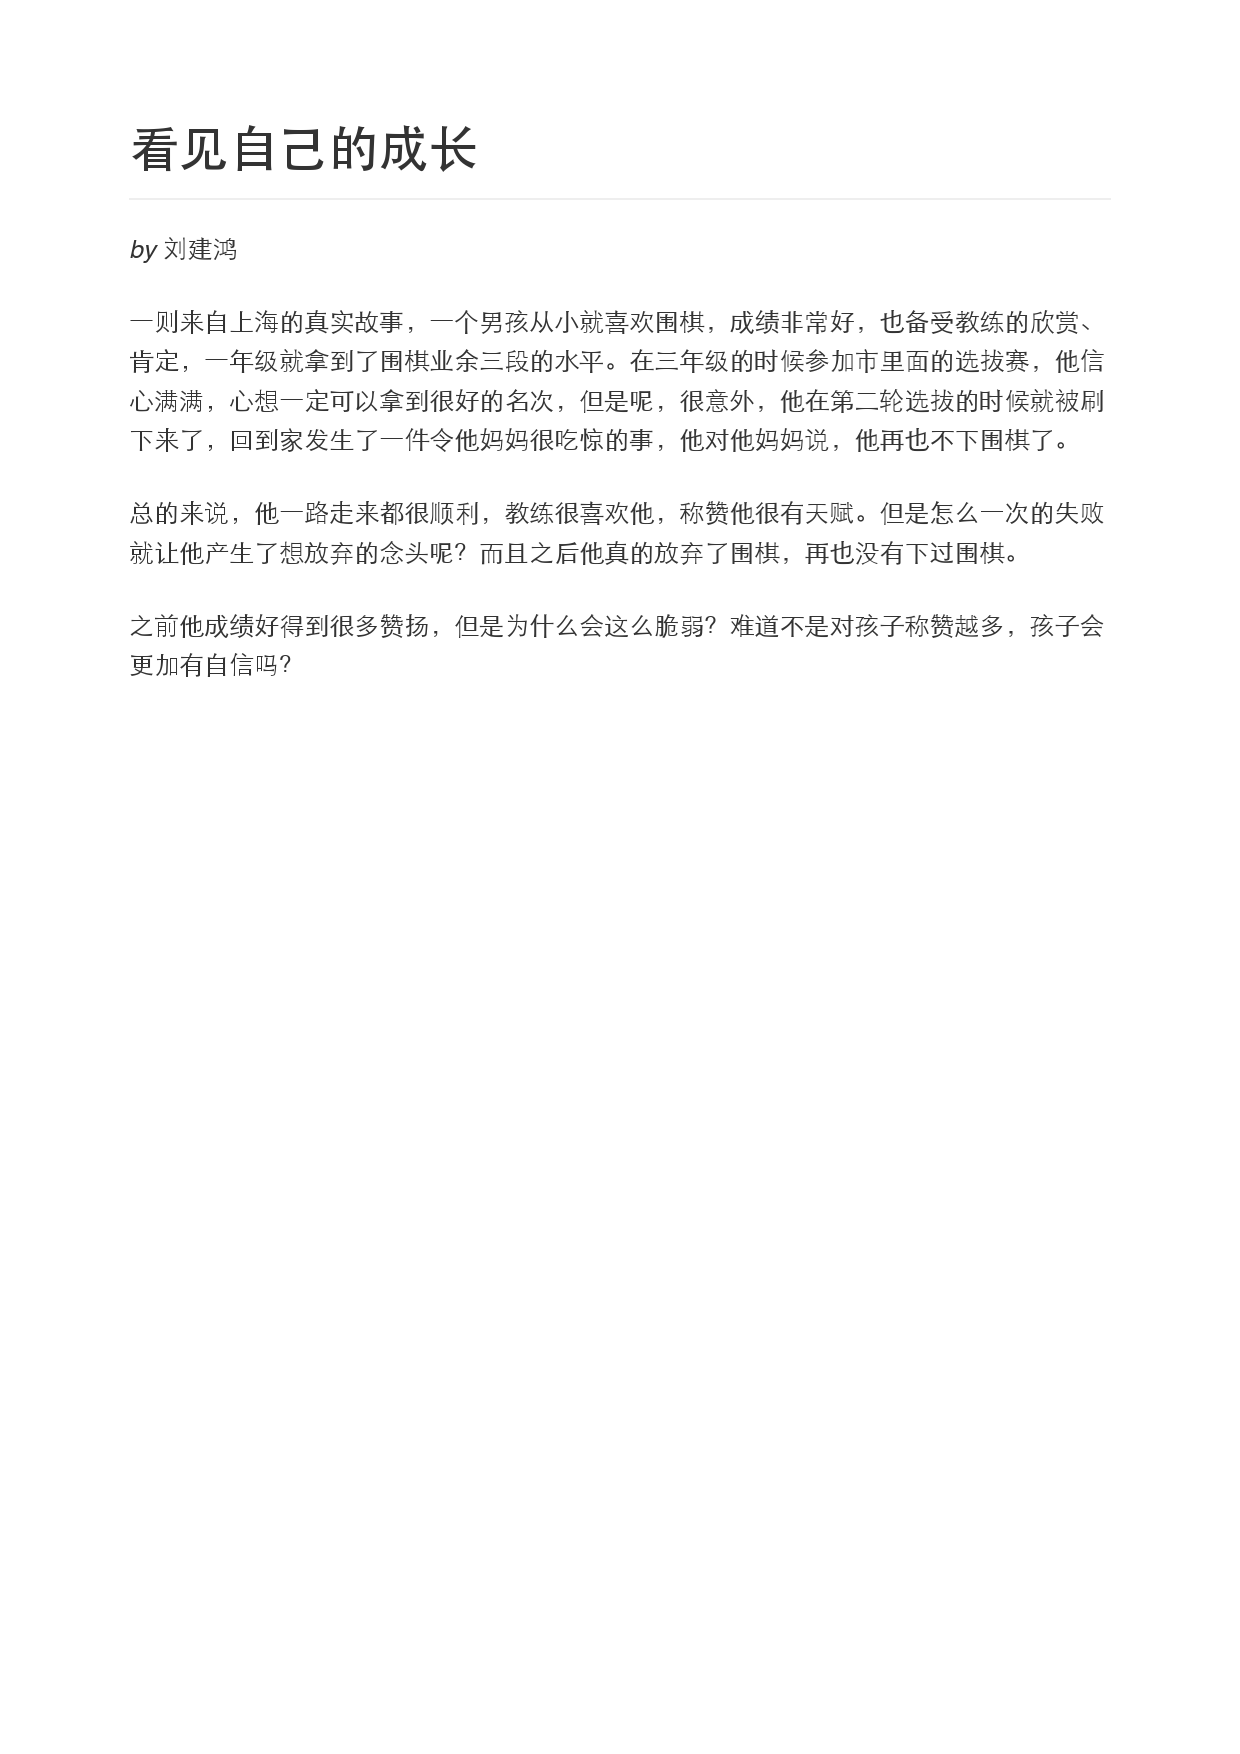 看见自己的成长
by 刘建鸿
一则来自上海的真实故事，一个男孩从小就喜欢围棋，成绩非常好，也备受教练的欣赏、
肯定，一年级就拿到了围棋业余三段的水平。在三年级的时候参加市里面的选拔赛，他信
心满满，心想一定可以拿到很好的名次，但是呢，很意外，他在第二轮选拔的时候就被刷
下来了，回到家发生了一件令他妈妈很吃惊的事，他对他妈妈说，他再也不下围棋了。
总的来说，他一路走来都很顺利，教练很喜欢他，称赞他很有天赋。但是怎么一次的失败
就让他产生了想放弃的念头呢？而且之后他真的放弃了围棋，再也没有下过围棋。
之前他成绩好得到很多赞扬，但是为什么会这么脆弱？难道不是对孩子称赞越多，孩子会
更加有自信吗？